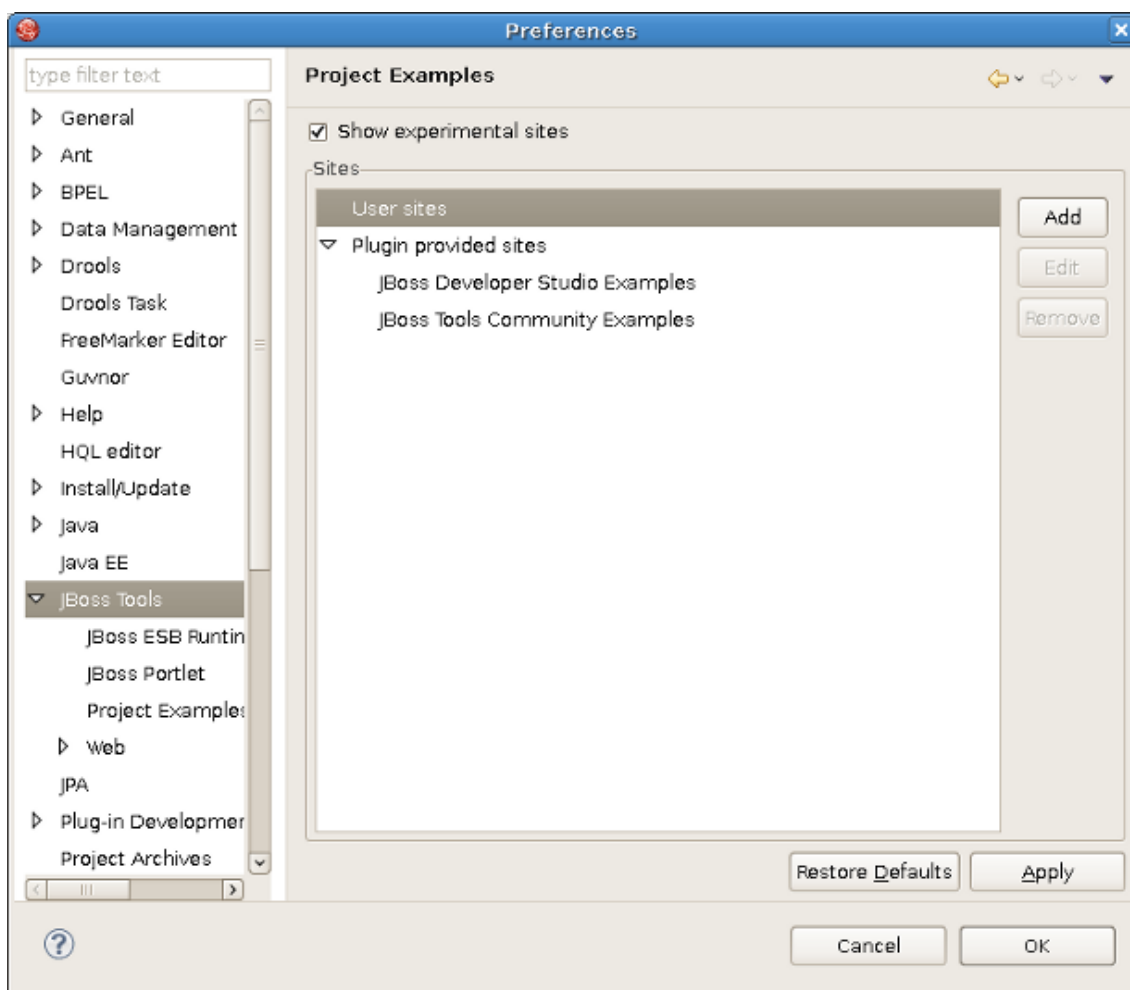 Preferences
type filter text
General
Ant
BPEL
Data Management
Drools
Drools Task
FreeMarker Editor
Guvnor
Help
HQL editor
Install/Update
Java
Java EE
JBoss Tools
JBoss ESB Runtin
JBoss Portlet
Project Examples
Web
JPA
Plug-in Developmer
Project Archives
Project Examples
Show experimental sites
Sites
User sites
Plugin provided sites
JBoss Developer Studio Examples
JBoss Tools Community Examples
Add
Edit
Remove
Restore Defaults
Apply
?
Cancel
OK